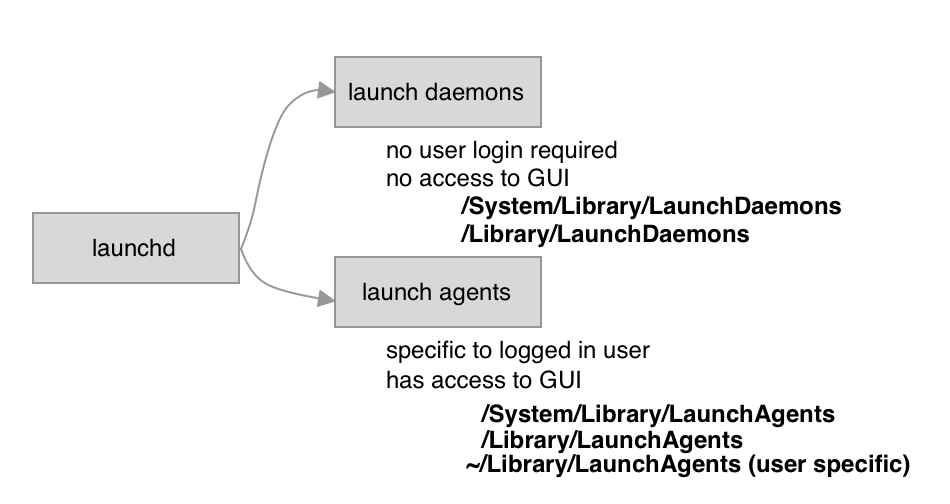 launch daemons
no user login required
no access to GUI
/System/Library/LaunchDaemons
/Library/LaunchDaemons
launchd
launch agents
specific to logged in user
has access to GUI
/System/Library/LaunchAgents
/Library/LaunchAgents
~/Library/LaunchAgents (user specific)